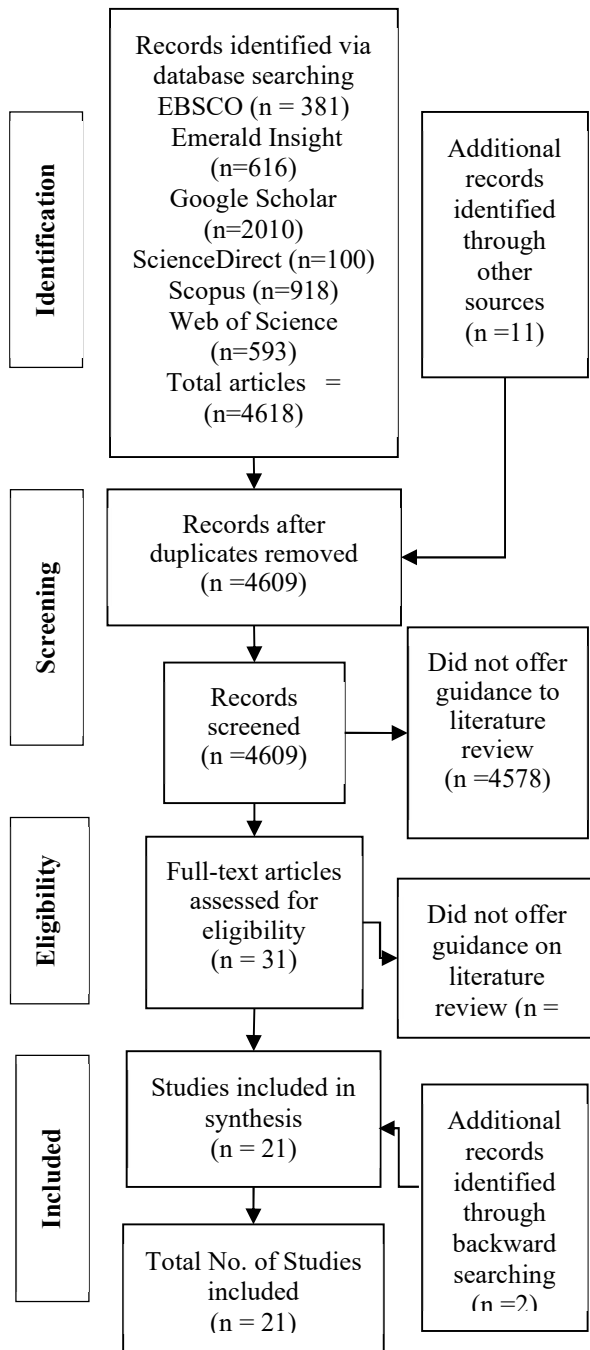 Identification
Records identified via
database searching
EBSCO (n = 381)
Emerald Insight
(n=616)
Google Scholar
(n=2010)
ScienceDirect (n=100)
Scopus (n=918)
Web of Science
(n=593)
Total articles =
(n=4618)
Additional
records
identified
through
other
sources
(n =11)
Screening
Records after
duplicates removed
(n =4609)
Records
screened
(n =4609)
Did not offer
guidance to
literature
review
(n =4578)
Eligibility
Full-text articles
assessed for
eligibility
(n = 31)
Did not offer
guidance on
literature
review (n =
Included
Studies included in
synthesis
(n = 21)
Additional
records
identified
through
backward
searching
(n =2)
Total No. of Studies
included
(n = 21)